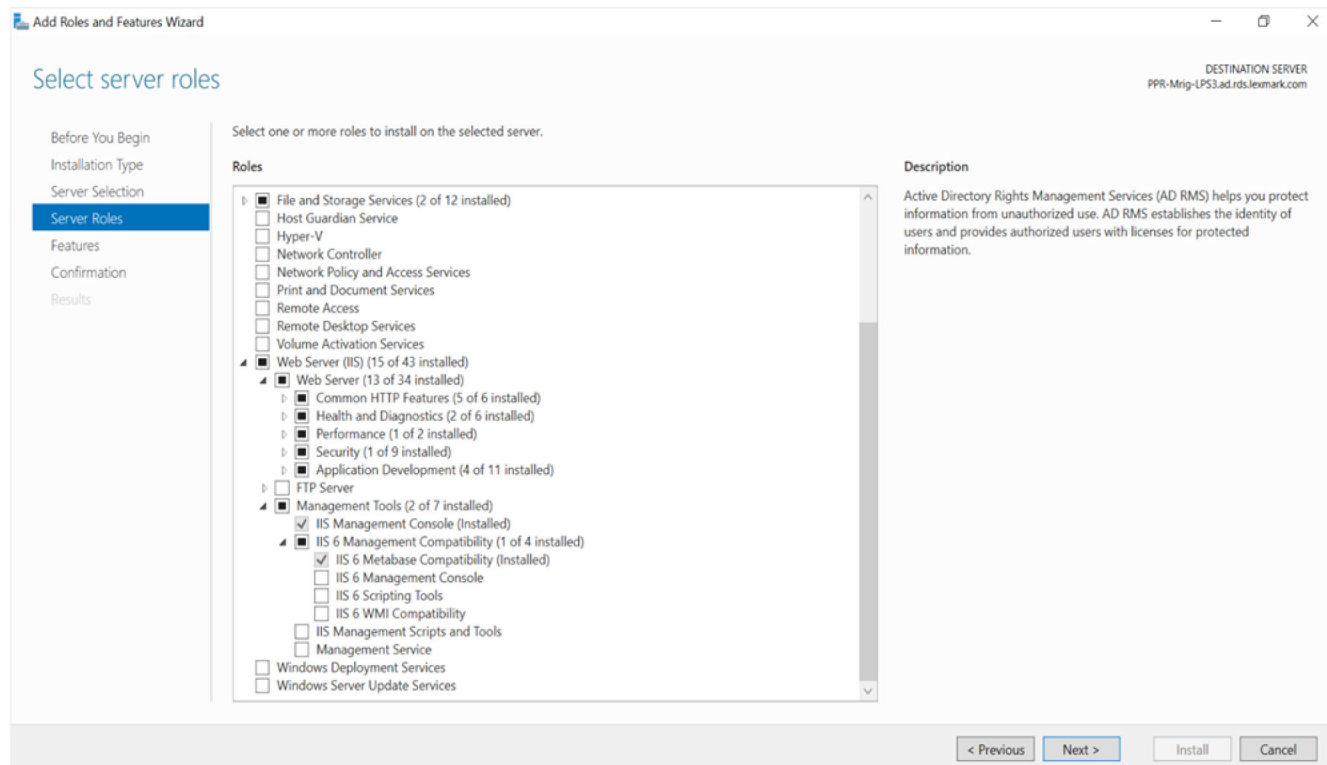 Add Roles and Features Wizard
Select server roles
DESTINATION SERVER
PPR-Mrig-LPS3.ad.rds.lexmark.com
Before You Begin
Installation Type
Server Selection
Server Roles
Features
Confirmation
Results
Select one or more roles to install on the selected server.
Roles
File and Storage Services (2 of 12 installed)
Host Guardian Service
Hyper-V
Network Controller
Network Policy and Access Services
Print and Document Services
Remote Access
Remote Desktop Services
Volume Activation Services
Web Server (IIS) (15 of 43 installed)
Web Server (13 of 34 installed)
Common HTTP Features (5 of 6 installed)
Health and Diagnostics (2 of 6 installed)
Performance (1 of 2 installed)
Security (1 of 9 installed)
Application Development (4 of 11 installed)
FTP Server
Management Tools (2 of 7 installed)
IIS Management Console (Installed)
IIS 6 Management Compatibility (1 of 4 installed)
IIS 6 Metabase Compatibility (Installed)
IIS 6 Management Console
IIS 6 Scripting Tools
IIS 6 WMI Compatibility
IIS Management Scripts and Tools
Management Service
Windows Deployment Services
Windows Server Update Services
Description
Active Directory Rights Management Services (AD RMS) helps you protect
information from unauthorized use. AD RMS establishes the identity of
users and provides authorized users with licenses for protected
information.
< Previous
Next >
Install
Cancel